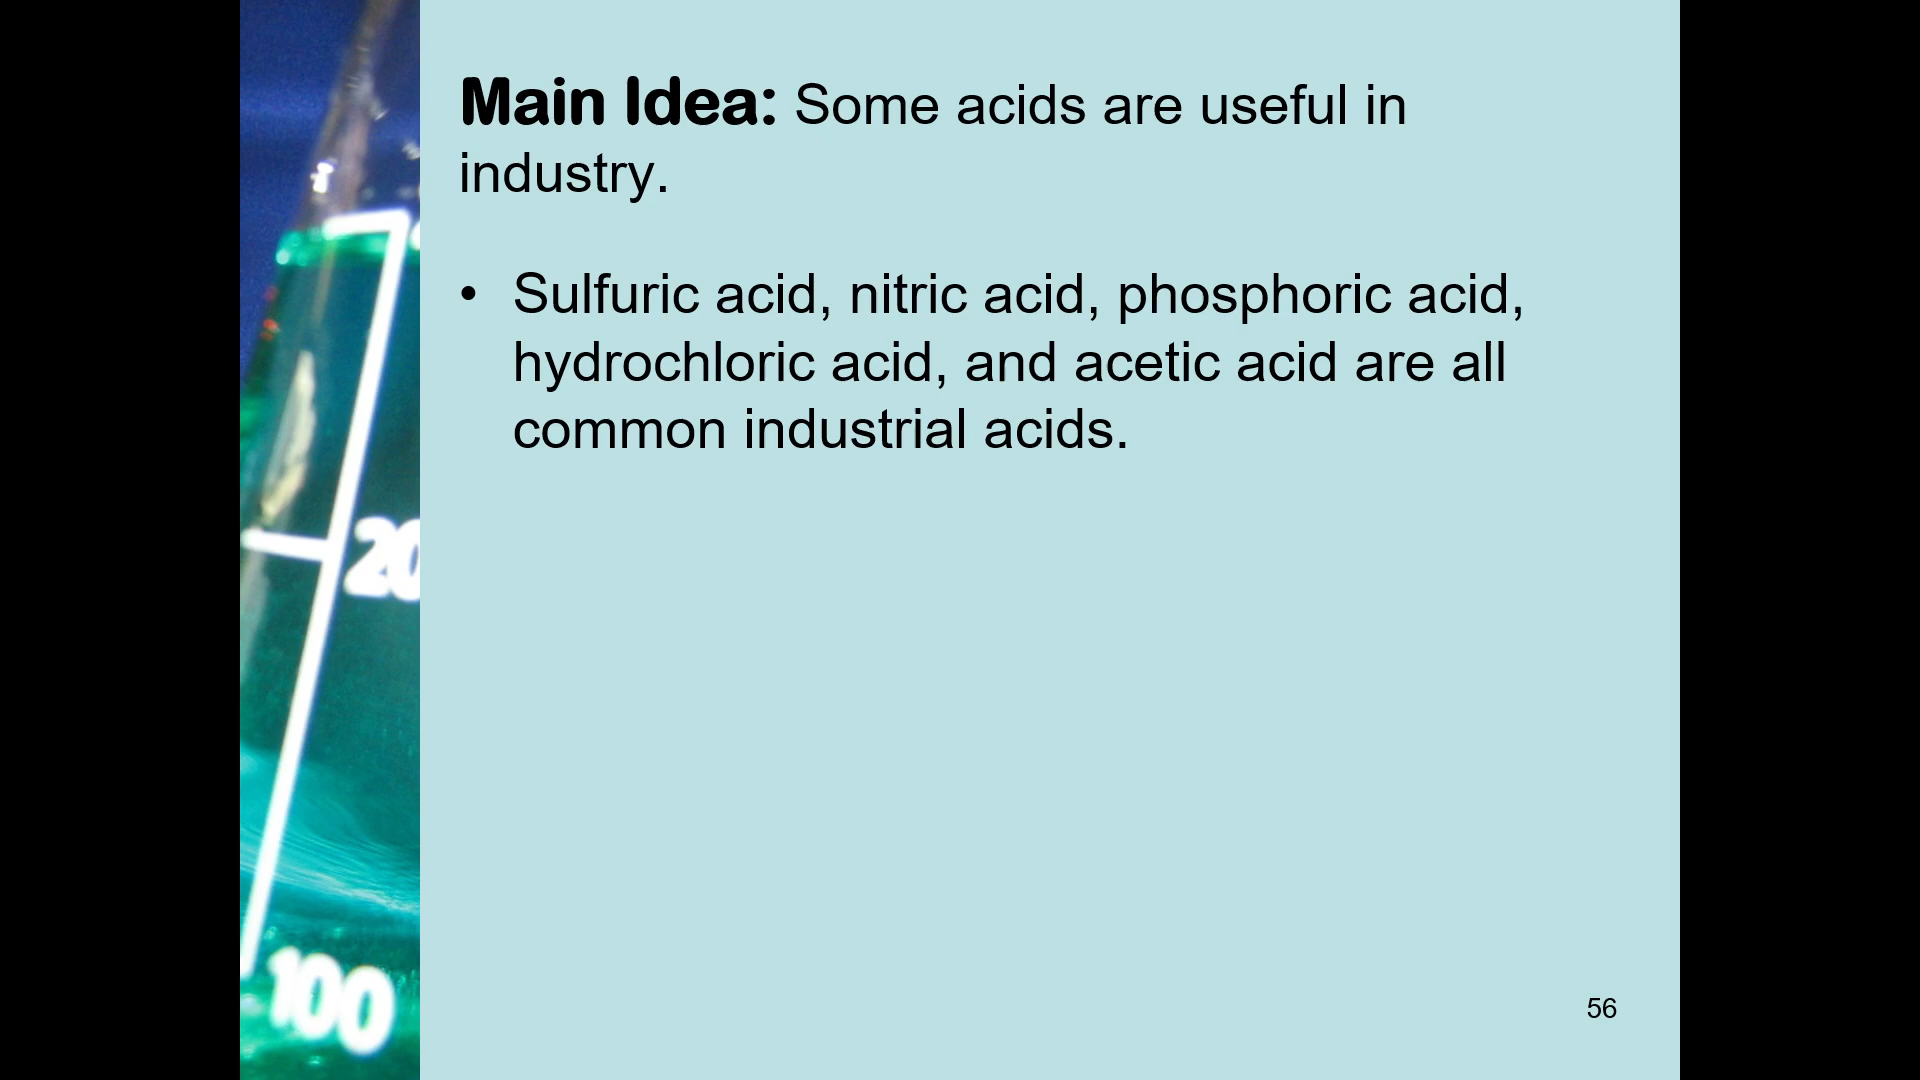 Main Idea: Some acids are useful in
industry.
• Sulfuric acid, nitric acid, phosphoric acid,
hydrochloric acid, and acetic acid are all
common industrial acids.
20
100
56